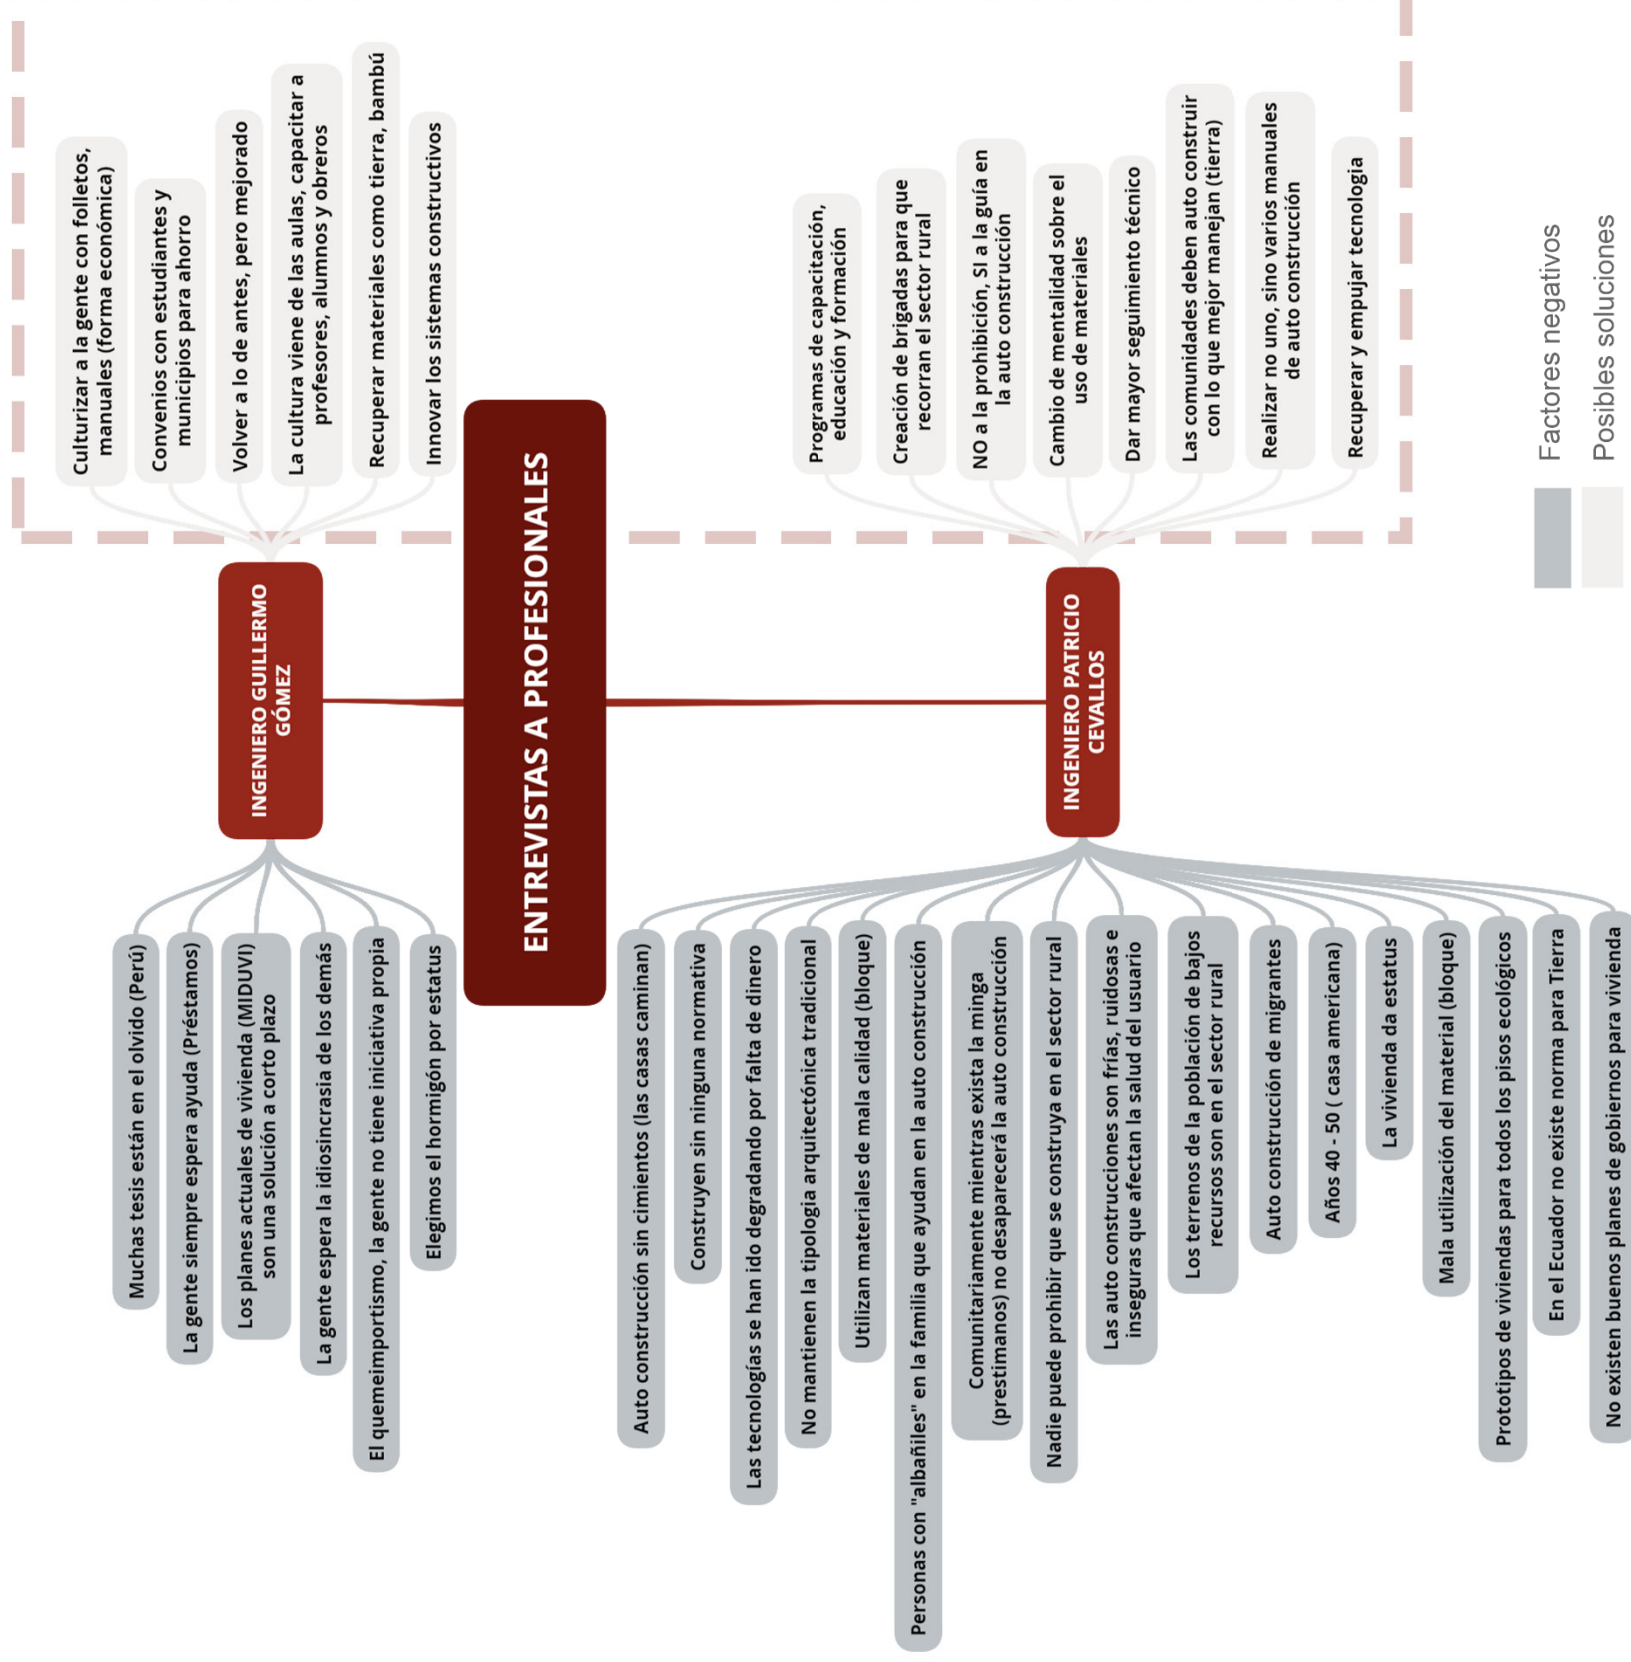 ENTREVISTAS A PROFESIONALES
INGENIERO GUILLERMO
GÓMEZ
Muchas tesis están en el olvido (Perú)
La gente siempre espera ayuda (Préstamos)
Los planes actuales de vivienda (MIDUVI)
son una solución a corto plazo
La gente espera la idiosincrasia de los demás
El quemeimportismo, la gente no tiene iniciativa propia
Elegimos el hormigón por estatus
Culturizar a la gente con folletos,
manuales (forma económica)
Convenios con estudiantes y
municipios para ahorro
Volver a lo de antes, pero mejorado
La cultura viene de las aulas, capacitar a
profesores, alumnos y obreros
Recuperar materiales como tierra, bambú
Innovar los sistemas constructivos
INGENIERO PATRICIO
CEVALLOS
Auto construcción sin cimientos (las casas caminan)
Construyen sin ninguna normativa
Las tecnologías se han ido degradando por falta de dinero
No mantienen la tipologia arquitectónica tradicional
Utilizan materiales de mala calidad (bloque)
Personas con "albañiles" en la familia que ayudan en la auto construcción
Comunitariamente mientras exista la minga
(prestimanos) no desaparecerá la auto construcción
Nadie puede prohibir que se construya en el sector rural
Las auto construcciones son frías, ruidosas e
inseguras que afectan la salud del usuario
Los terrenos de la población de bajos
recursos son en el sector rural
Auto construcción de migrantes
Años 40 - 50 ( casa americana)
La vivienda da estatus
Mala utilización del material (bloque)
Prototipos de viviendas para todos los pisos ecológicos
En el Ecuador no existe norma para Tierra
No existen buenos planes de gobiernos para vivienda
Programas de capacitación,
educación y formación
Creación de brigadas para que
recorran el sector rural
NO a la prohibición, SI a la guía en
la auto construcción
Cambio de mentalidad sobre el
uso de materiales
Dar mayor seguimiento técnico
Las comunidades deben auto construir
con lo que mejor manejan (tierra)
Realizar no uno, sino varios manuales
de auto construcción
Recuperar y empujar tecnologia
Factores negativos
Posibles soluciones